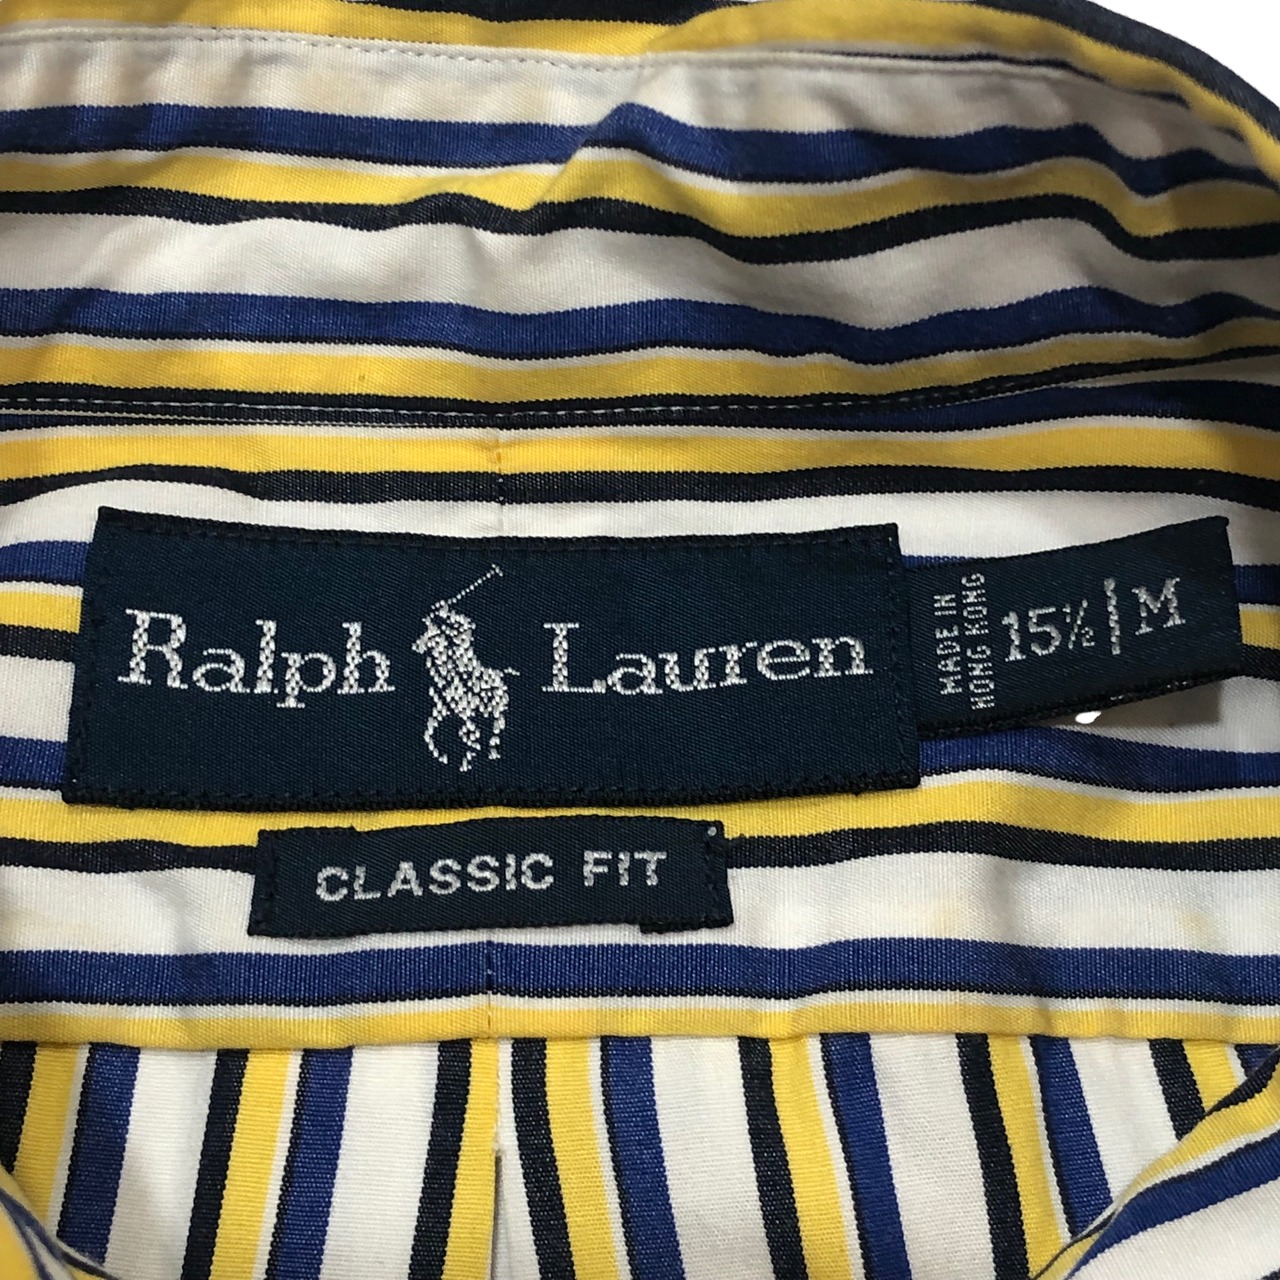 Ralph Lauren
MADE IN
HONG KONG
15½ | M
CLASSIC FIT